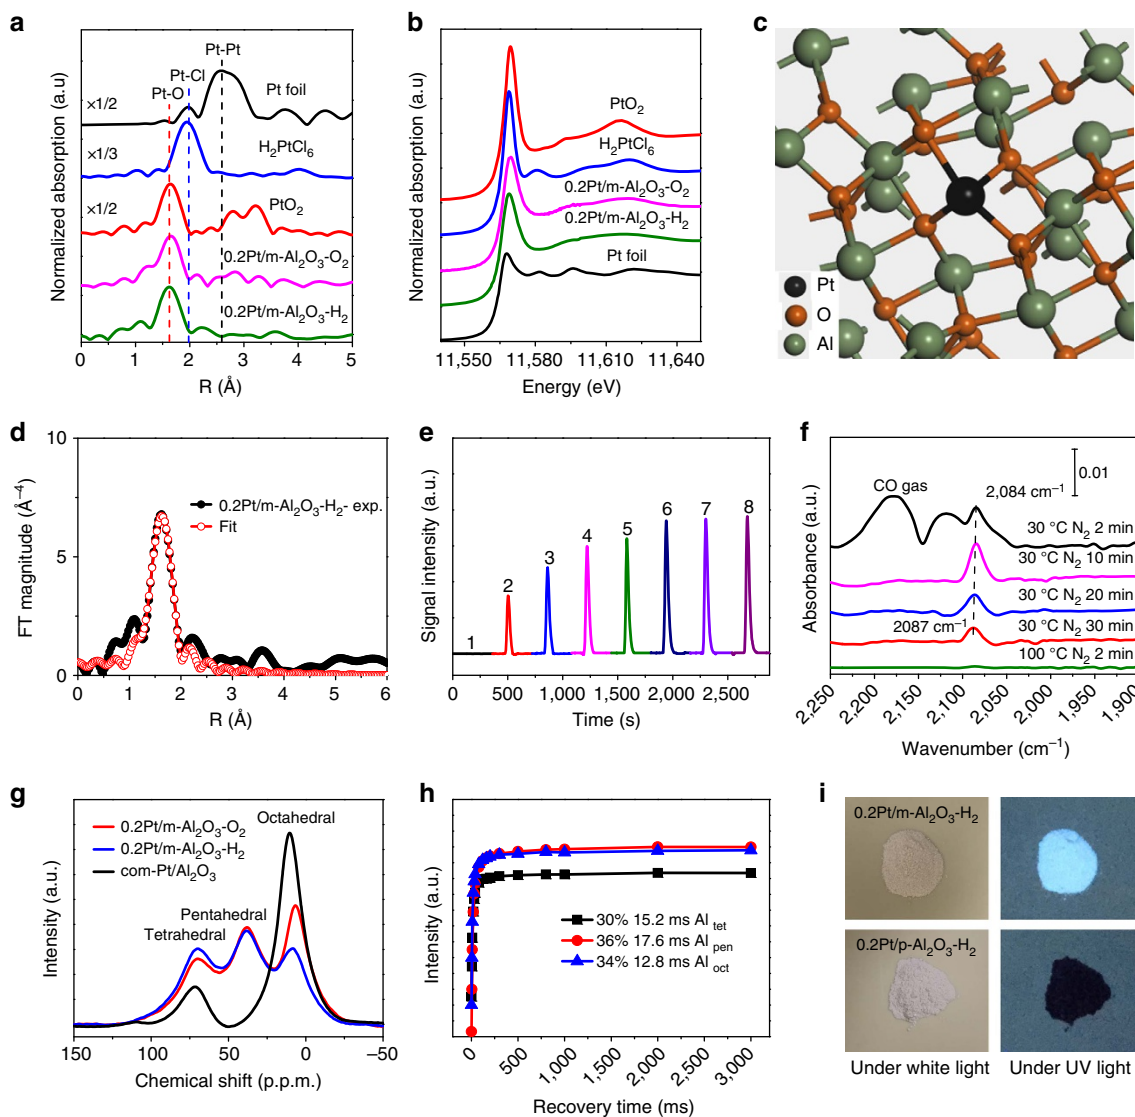 a
Normalized absorption (a.u)
Pt–Pt
Pt–Cl
Pt–O
×1/2
Pt foil
×1/3
H2PtCl6
×1/2
PtO2
0.2Pt/m-Al2O3-O2
0.2Pt/m-Al2O3-H2
0 1 2 3 4 5
R (Å)
b
Normalized absorption (a.u.)
PtO2
H2PtCl6
0.2Pt/m-Al2O3-O2
0.2Pt/m-Al2O3-H2
Pt foil
11,550 11,580 11,610 11,640
Energy (eV)
c
Pt
O
Al
d
FT magnitude (Å–4)
10
5
0
0.2Pt/m-Al2O3-H2- exp.
Fit
0 1 2 3 4 5 6
R (Å)
e
Signal intensity (a.u.)
1 2 3 4 5 6 7 8
0 500 1,000 1,500 2,000 2,500
Time (s)
f
Absorbance (a.u.)
CO gas
0.01
2,084 cm–1
30 °C N2 2 min
30 °C N2 10 min
30 °C N2 20 min
2087 cm–1
30 °C N2 30 min
100 °C N2 2 min
2,250 2,200 2,150 2,100 2,050 2,000 1,950 1,900
Wavenumber (cm–1)
g
Intensity (a.u.)
0.2Pt/m-Al2O3-O2
0.2Pt/m-Al2O3-H2
com-Pt/Al2O3
Octahedral
Pentahedral
Tetrahedral
150 100 50 0 –50
Chemical shift (p.p.m.)
h
Intensity (a.u.)
30% 15.2 ms Al tet
36% 17.6 ms Al pen
34% 12.8 ms Al oct
0 500 1,000 1,500 2,000 2,500 3,000
Recovery time (ms)
i
0.2Pt/m-Al2O3-H2
0.2Pt/p-Al2O3-H2
Under white light
Under UV light